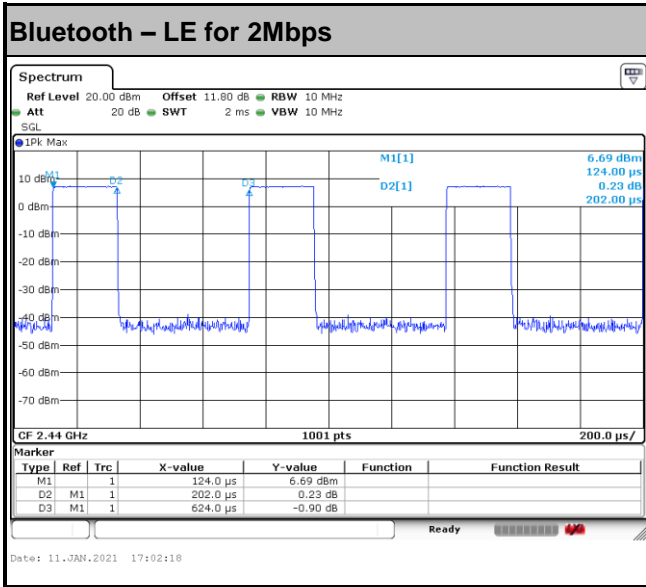 Bluetooth – LE for 2Mbps
Spectrum
Ref Level 20.00 dBm Offset 11.80 dB RBW 10 MHz
Att 20 dB SWT 2 ms VBW 10 MHz
SGL
1Pk Max
M1[1] 6.69 dBm
124.00 µs
D2[1] 0.23 dB
202.00 µs
M1 D2 D3
10 dBm
0 dBm
-10 dBm
-20 dBm
-30 dBm
-40 dBm
-50 dBm
-60 dBm
-70 dBm
CF 2.44 GHz 1001 pts 200.0 µs/
Marker
Type Ref Trc X-value Y-value Function Function Result
M1 1 124.0 µs 6.69 dBm
D2 M1 1 202.0 µs 0.23 dB
D3 M1 1 624.0 µs -0.90 dB
Ready
Date: 11.JAN.2021 17:02:18